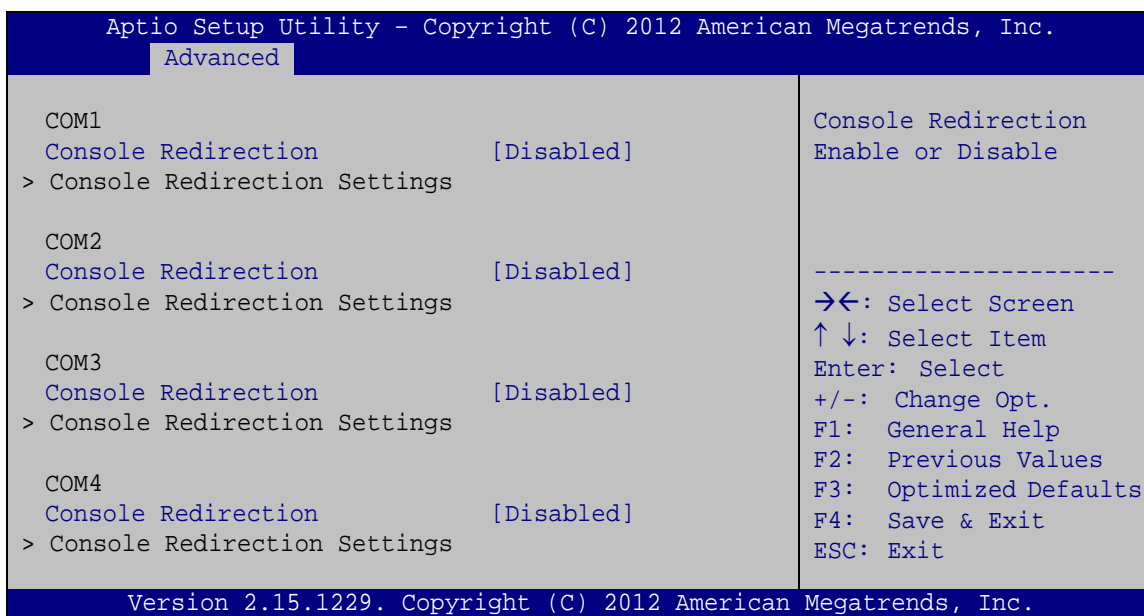 Aptio Setup Utility – Copyright (C) 2012 American Megatrends, Inc.
Advanced
COM1
Console Redirection [Disabled]
> Console Redirection Settings
COM2
Console Redirection [Disabled]
> Console Redirection Settings
COM3
Console Redirection [Disabled]
> Console Redirection Settings
COM4
Console Redirection [Disabled]
> Console Redirection Settings
Console Redirection
Enable or Disable
---------------------
→←: Select Screen
↑ ↓: Select Item
Enter: Select
+/-: Change Opt.
F1: General Help
F2: Previous Values
F3: Optimized Defaults
F4: Save & Exit
ESC: Exit
Version 2.15.1229. Copyright (C) 2012 American Megatrends, Inc.